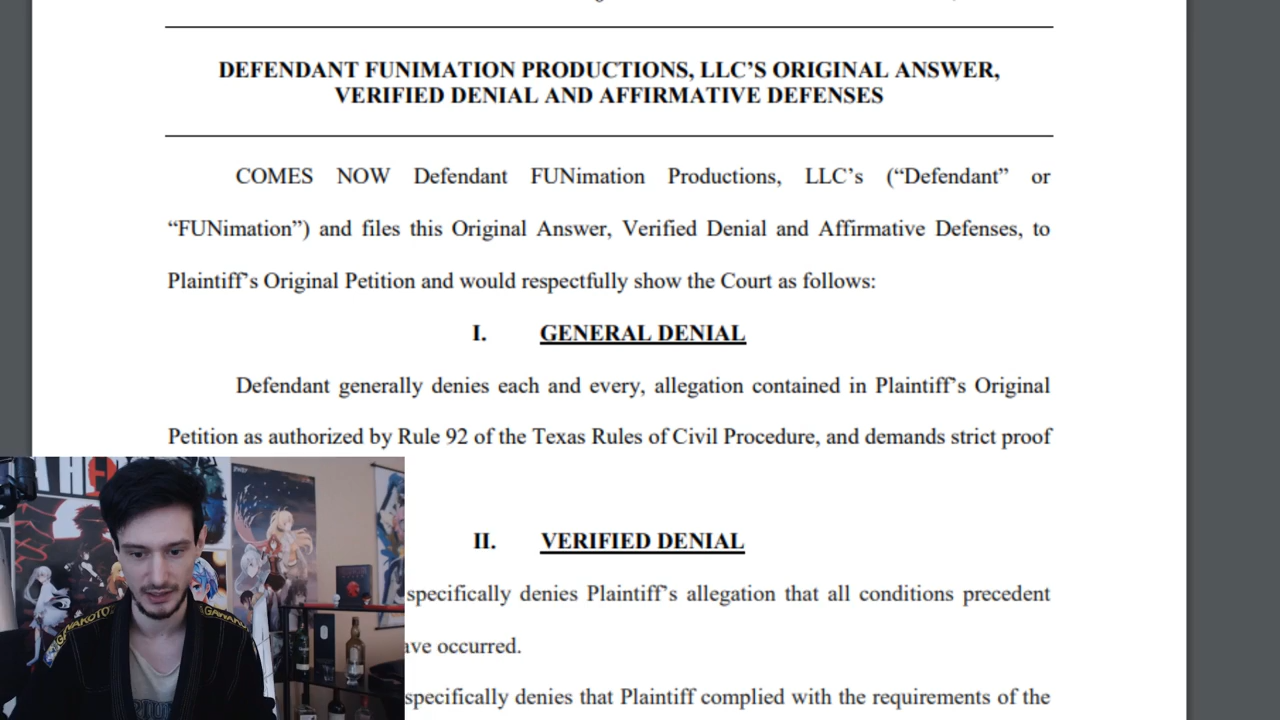 DEFENDANT FUNIMATION PRODUCTIONS, LLC’S ORIGINAL ANSWER,
VERIFIED DENIAL AND AFFIRMATIVE DEFENSES
COMES NOW Defendant FUNimation Productions, LLC’s (“Defendant” or
“FUNimation”) and files this Original Answer, Verified Denial and Affirmative Defenses, to
Plaintiff’s Original Petition and would respectfully show the Court as follows:
I. GENERAL DENIAL
Defendant generally denies each and every, allegation contained in Plaintiff’s Original
Petition as authorized by Rule 92 of the Texas Rules of Civil Procedure, and demands strict proof
II. VERIFIED DENIAL
specifically denies Plaintiff’s allegation that all conditions precedent
occurred.
specifically denies that Plaintiff complied with the requirements of the